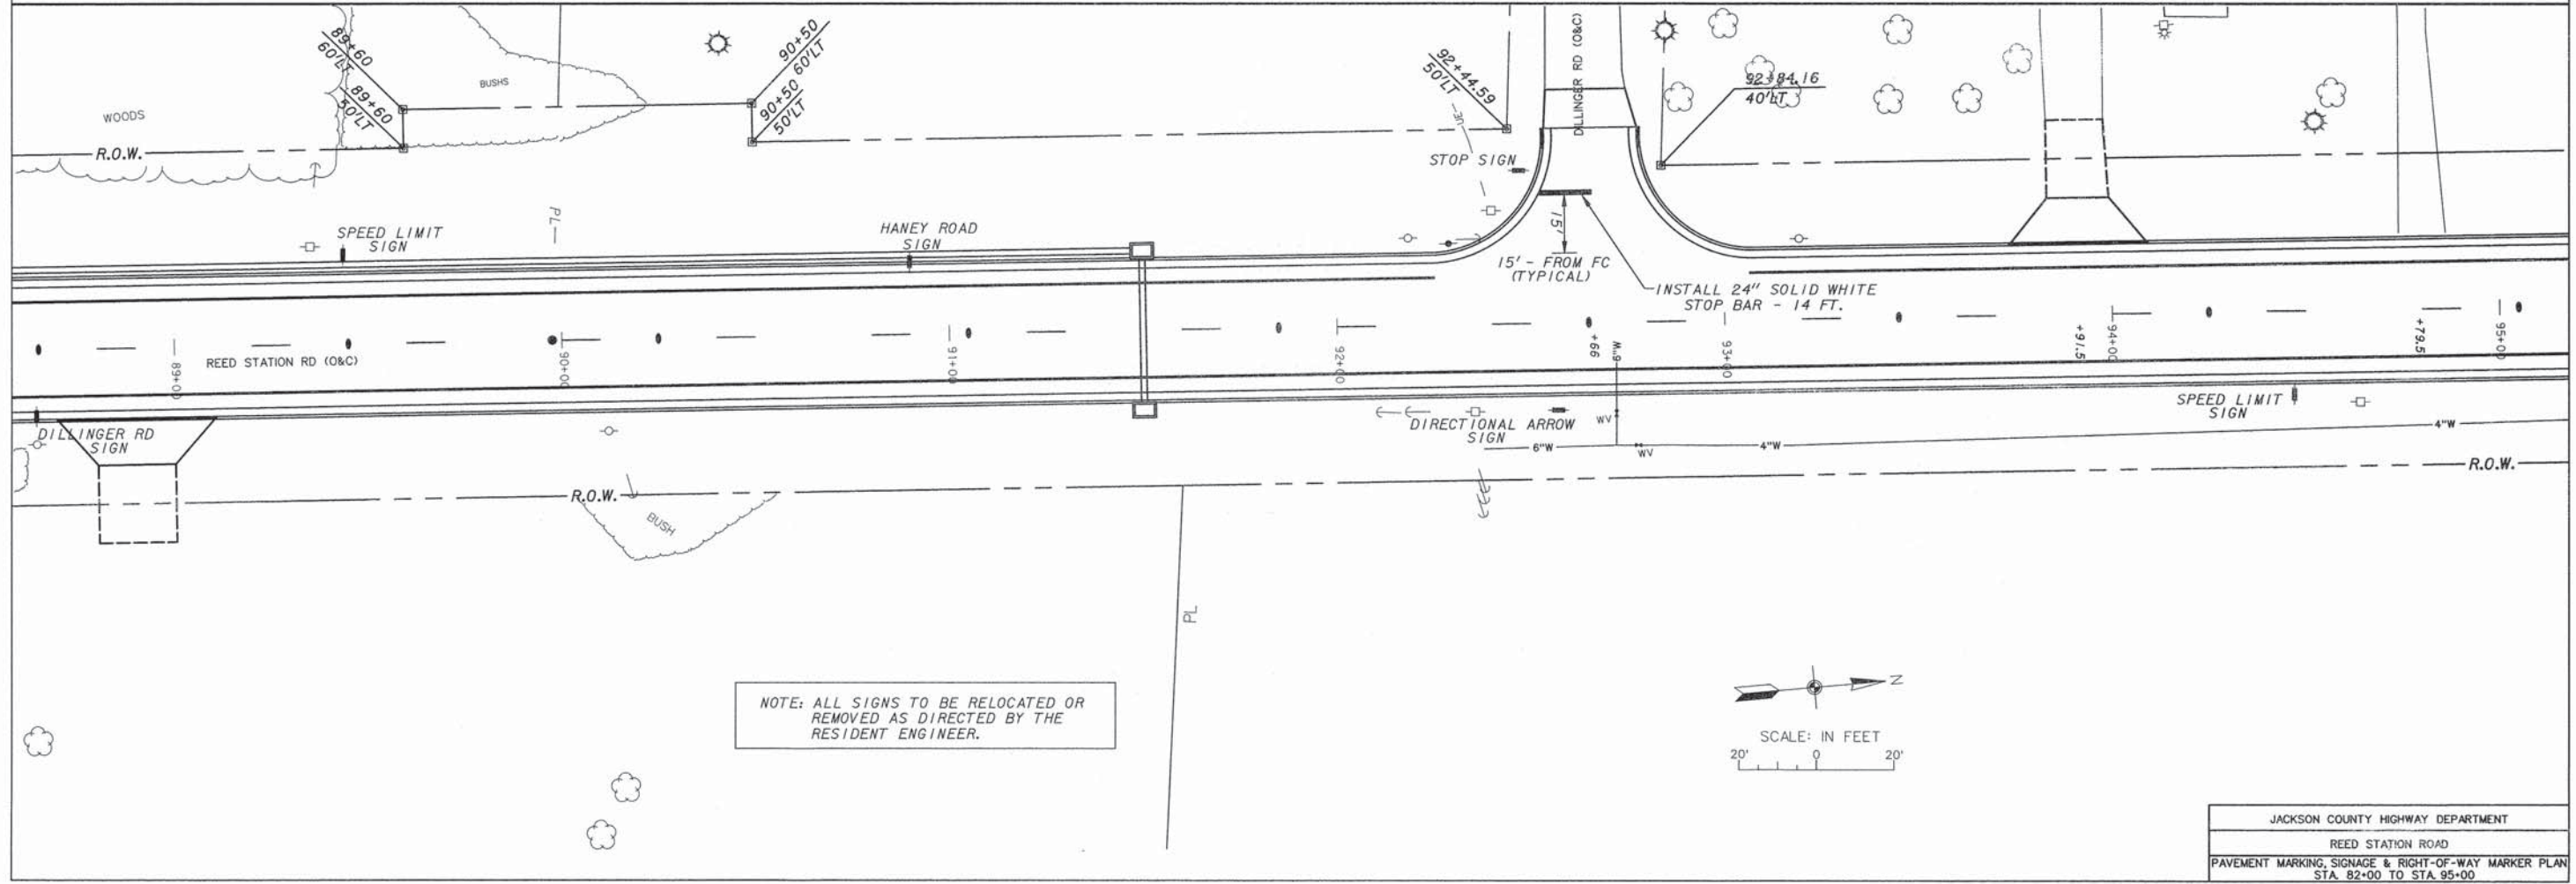 89+60
60'LT
89+60
50'LT
BUSHS
WOODS
R.O.W.
90+50
60'LT
90+50
50'LT
92+44.59
50'LT
UE
DILLINGER RD (O&C)
92+84.16
40'LT
STOP SIGN
SPEED LIMIT
SIGN
PL
HANEY ROAD
SIGN
15'
15' - FROM FC
(TYPICAL)
INSTALL 24" SOLID WHITE
STOP BAR - 14 FT.
REED STATION RD (O&C)
89+00
90+00
91+00
92+00
+66
6"W
93+00
+91.5
94+00
+79.5
95+00
DILLINGER RD
SIGN
DIRECTIONAL ARROW
SIGN
WV
6"W
WV
4"W
SPEED LIMIT
SIGN
4"W
R.O.W.
R.O.W.
BUSH
PL
NOTE: ALL SIGNS TO BE RELOCATED OR
REMOVED AS DIRECTED BY THE
RESIDENT ENGINEER.
N
SCALE: IN FEET
20' 0 20'
JACKSON COUNTY HIGHWAY DEPARTMENT
REED STATION ROAD
PAVEMENT MARKING, SIGNAGE & RIGHT-OF-WAY MARKER PLAN
STA. 82+00 TO STA. 95+00